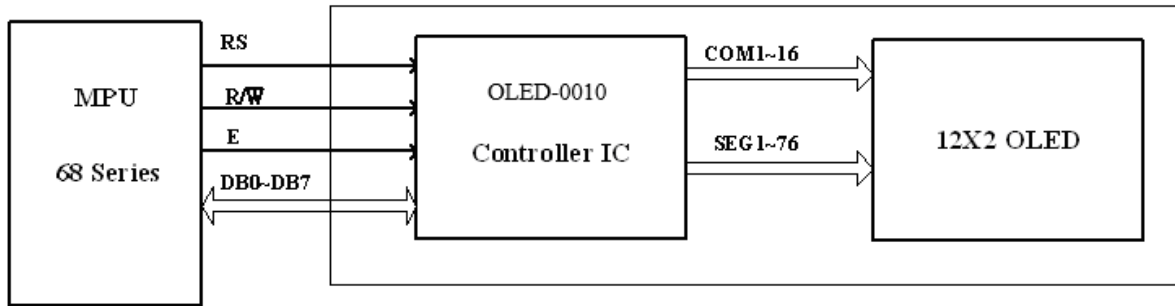 MPU
68 Series
RS
R/W̅
E
DB0~DB7
OLED-0010
Controller IC
COM1~16
SEG1~76
12X2 OLED